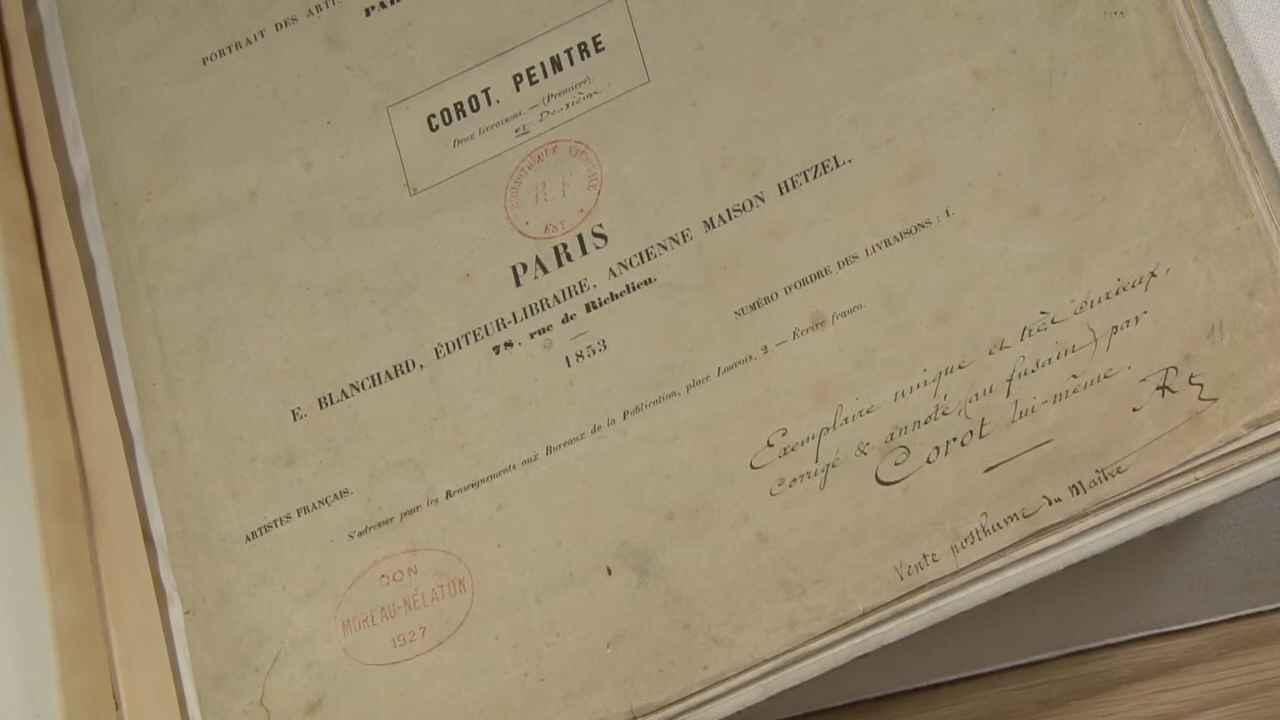 PORTRAIT DES ARTI
PAR
COROT, PEINTRE
Deux livraisons. — (Première).
et Deuxième
BIBLIOTHÈQUE NATIONALE
R.F
EST
PARIS
E. BLANCHARD, ÉDITEUR-LIBRAIRE, ANCIENNE MAISON HETZEL,
78, rue de Richelieu.
1853
NUMÉRO D'ORDRE DES LIVRAISONS : 1.
ARTISTES FRANÇAIS.
S'adresser pour les Renseignements aux Bureaux de la Publication, place Louvois, 2. — Écrire franco.
Exemplaire unique et très curieux,
corrigé & annoté, (au fusain) par
Corot lui-même.
Vente posthume du Maître
DON
MOREAU-NÉLATON
1927
11